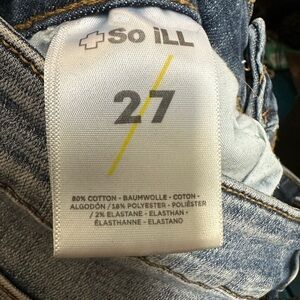 SO iLL
27
80% COTTON - BAUMWOLLE - COTON -
ALGODÓN / 18% POLYESTER - POLIÉSTER
/ 2% ELASTANE - ELASTHAN -
ÉLASTHANNE - ELASTANO